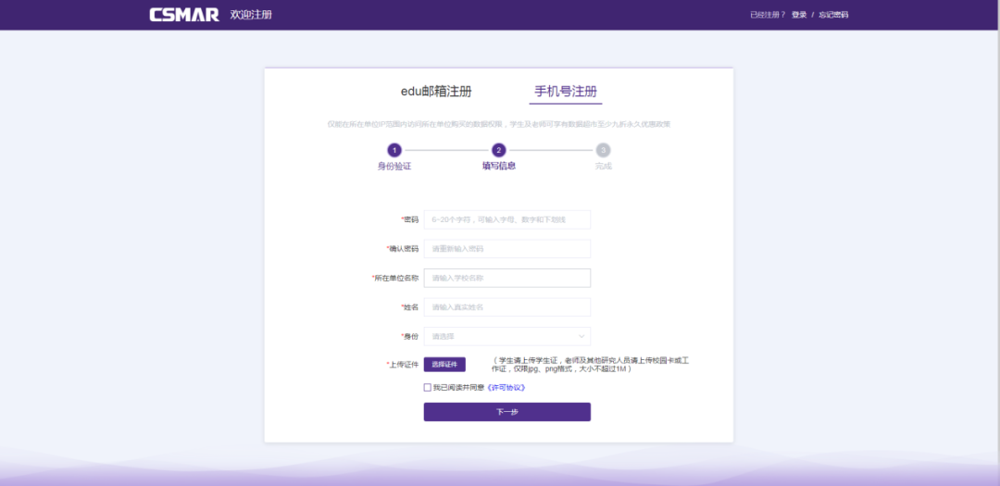 CSMAR 欢迎注册
已经注册？ 登录 / 忘记密码
edu邮箱注册 手机号注册
仅能在所在单位IP范围内访问所在单位购买的数据权限，学生及老师可享有数据超市至少九折永久优惠政策
1 2 3
身份验证 填写信息 完成
*密码 6~20个字符，可输入字母、数字和下划线
*确认密码 请重新输入密码
*所在单位名称 请输入学校名称
*姓名 请输入真实姓名
*身份 请选择
*上传证件 选择证件 （学生请上传学生证，老师及其他研究人员请上传校园卡或工
作证，仅限jpg、png格式，大小不超过1M）
我已阅读并同意《许可协议》
下一步